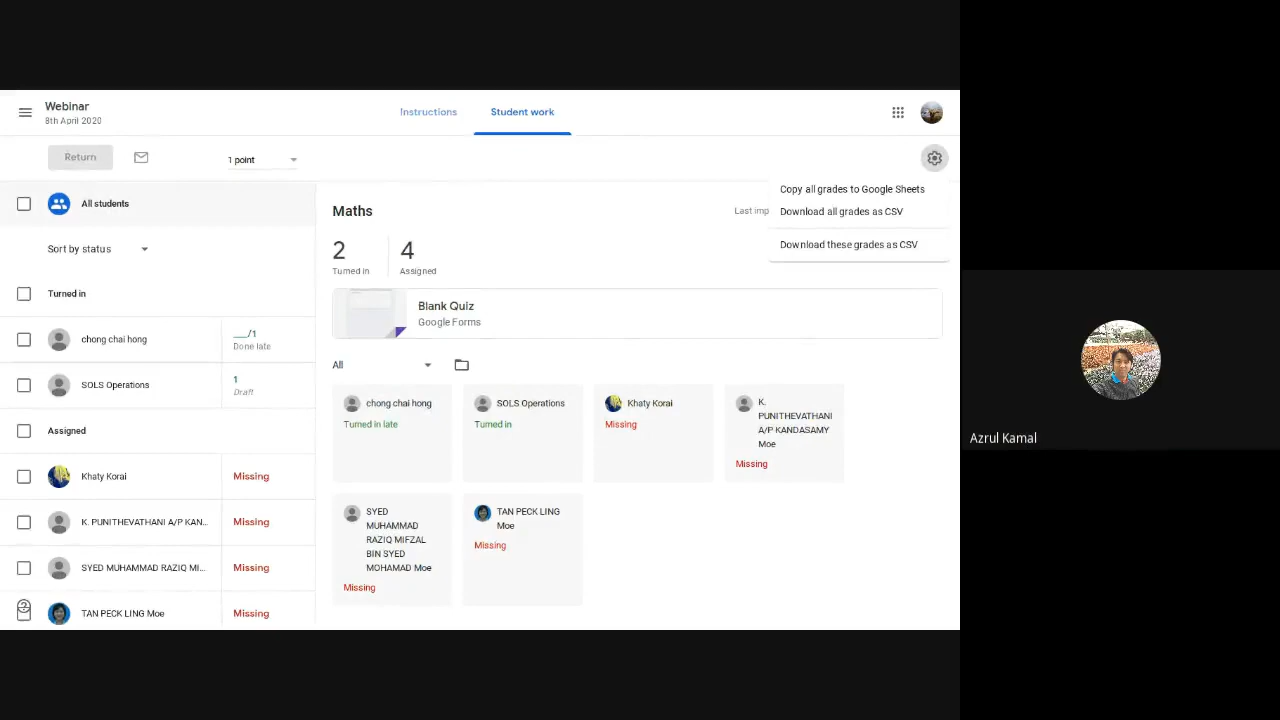 Webinar
8th April 2020
Instructions
Student work
Return
1 point
All students
Sort by status
Turned in
chong chai hong
__/1
Done late
SOLS Operations
1
Draft
Assigned
Khaty Korai
Missing
K. PUNITHEVATHANI A/P KAN...
Missing
SYED MUHAMMAD RAZIQ MI...
Missing
TAN PECK LING Moe
Missing
Maths
Last imp
Copy all grades to Google Sheets
Download all grades as CSV
Download these grades as CSV
2
Turned in
4
Assigned
Blank Quiz
Google Forms
All
chong chai hong
Turned in late
SOLS Operations
Turned in
Khaty Korai
Missing
K.
PUNITHEVATHANI
A/P KANDASAMY
Moe
Missing
SYED
MUHAMMAD
RAZIQ MIFZAL
BIN SYED
MOHAMAD Moe
Missing
TAN PECK LING
Moe
Missing
Azrul Kamal